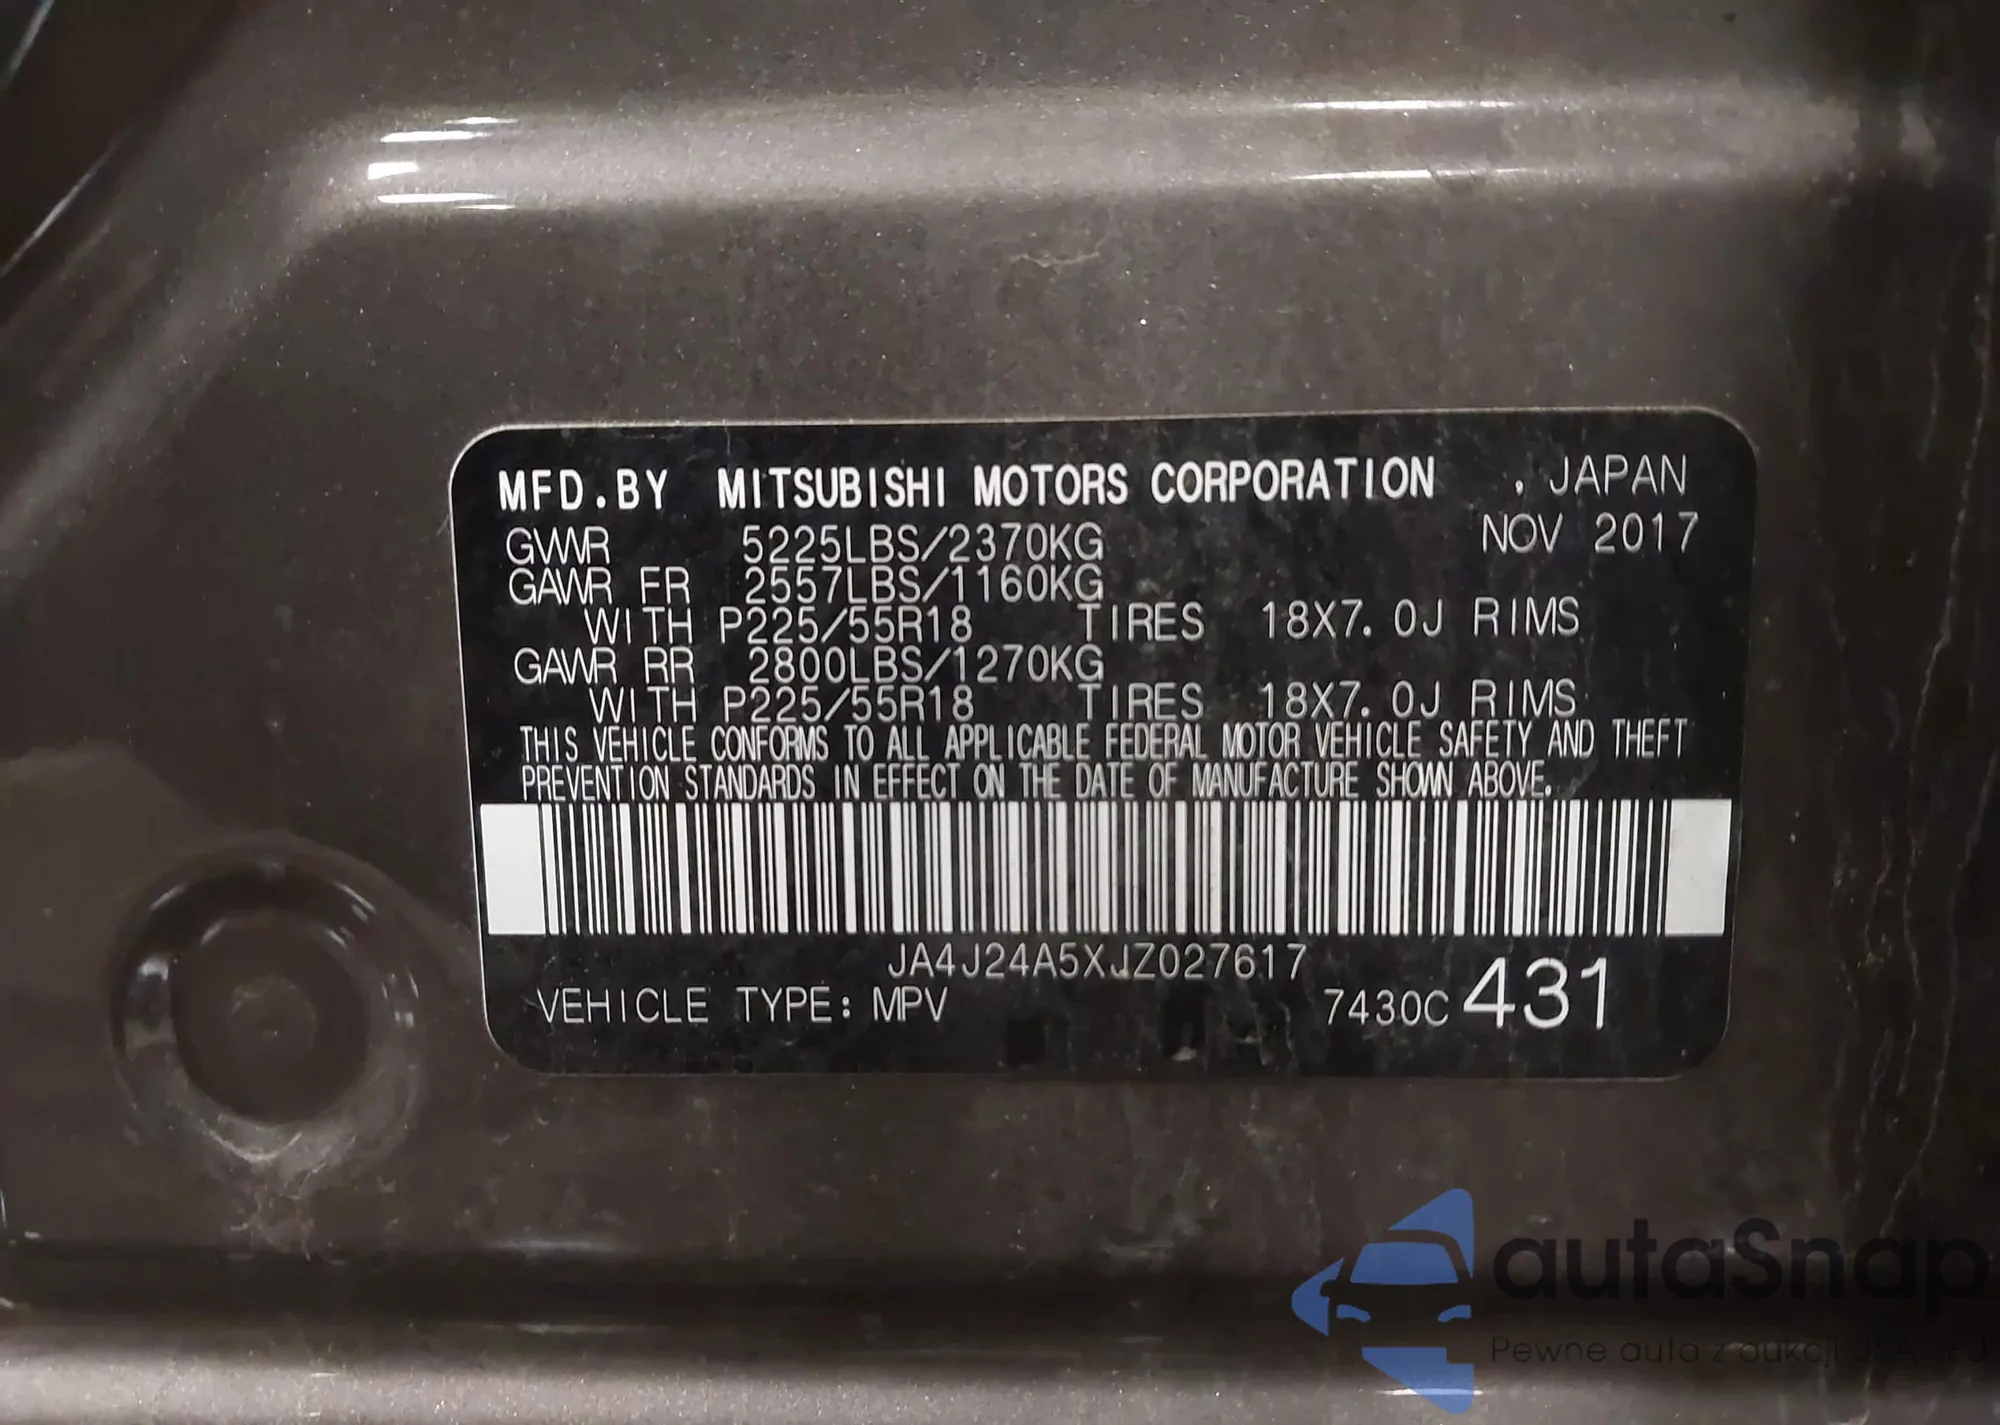 MFD.BY MITSUBISHI MOTORS CORPORATION , JAPAN
GVWR 5225LBS/2370KG NOV 2017
GAWR FR 2557LBS/1160KG
WITH P225/55R18 TIRES 18X7.0J RIMS
GAWR RR 2800LBS/1270KG
WITH P225/55R18 TIRES 18X7.0J RIMS
THIS VEHICLE CONFORMS TO ALL APPLICABLE FEDERAL MOTOR VEHICLE SAFETY AND THEFT
PREVENTION STANDARDS IN EFFECT ON THE DATE OF MANUFACTURE SHOWN ABOVE.
JA4J24A5XJZ027617
VEHICLE TYPE: MPV 7430C 431
autaSnap
Pewne auta z aukcji